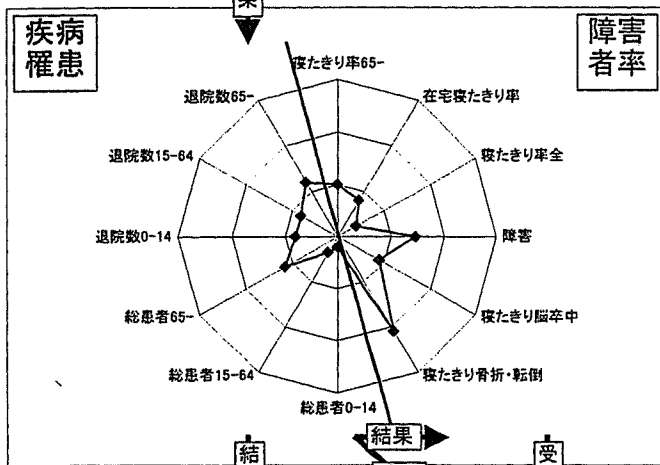 疾病
罹患
障害
者率
寝たきり率65-
退院数65-
在宅寝たきり率
退院数15-64
寝たきり率全
退院数0-14
障害
総患者65-
寝たきり脳卒中
総患者15-64
寝たきり骨折・転倒
総患者0-14
結果
結
受